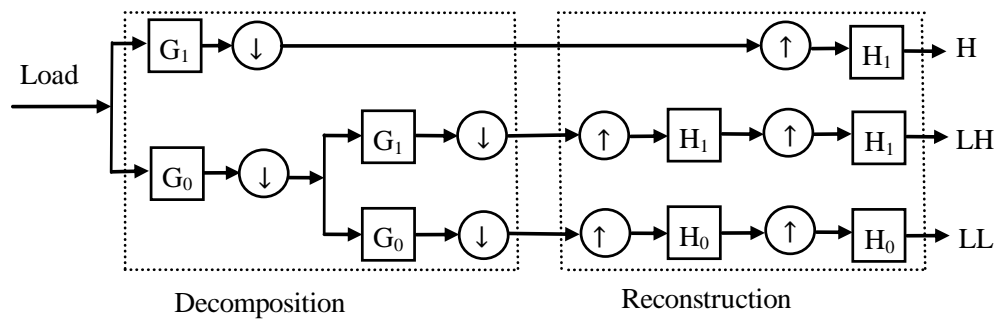 Load
G₁ ↓ ↑ H₁ H
G₁ ↓ ↑ H₁ ↑ H₁ LH
G₀ ↓
G₀ ↓ ↑ H₀ ↑ H₀ LL
Decomposition
Reconstruction